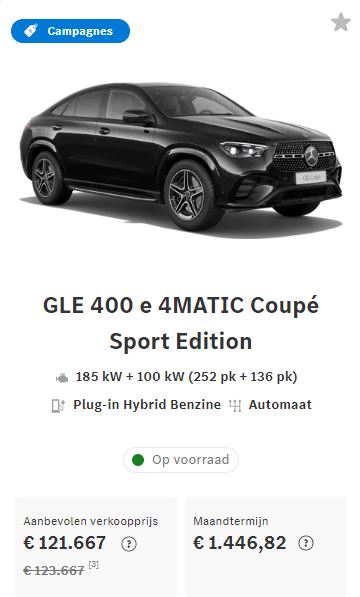 Campagnes
GLE 400 e 4MATIC Coupé
Sport Edition
185 kW + 100 kW (252 pk + 136 pk)
Plug-in Hybrid Benzine Automaat
Op voorraad
Aanbevolen verkoopprijs
€ 121.667 ?
€ 123.667 [3]
Maandtermijn
€ 1.446,82 ?